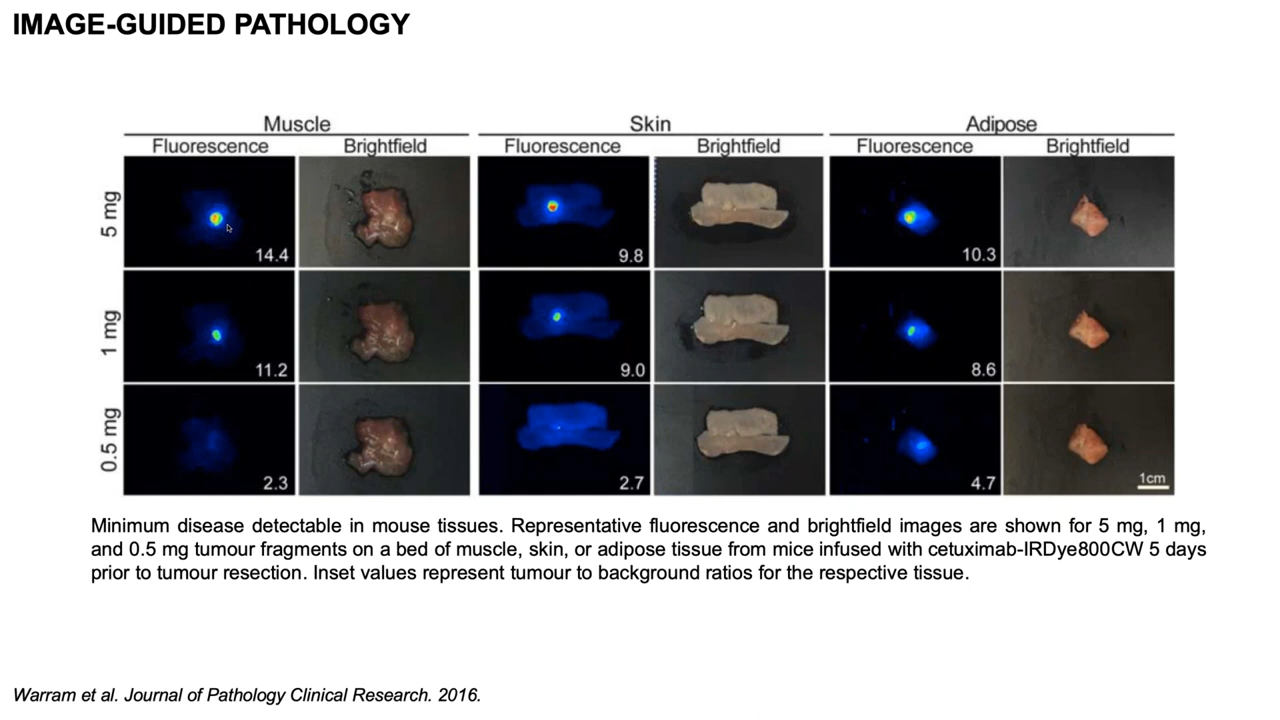 IMAGE-GUIDED PATHOLOGY
Muscle Skin Adipose
Fluorescence Brightfield Fluorescence Brightfield Fluorescence Brightfield
5 mg 14.4 9.8 10.3
1 mg 11.2 9.0 8.6
0.5 mg 2.3 2.7 4.7 1cm
Minimum disease detectable in mouse tissues. Representative fluorescence and brightfield images are shown for 5 mg, 1 mg,
and 0.5 mg tumour fragments on a bed of muscle, skin, or adipose tissue from mice infused with cetuximab-IRDye800CW 5 days
prior to tumour resection. Inset values represent tumour to background ratios for the respective tissue.
Warram et al. Journal of Pathology Clinical Research. 2016.